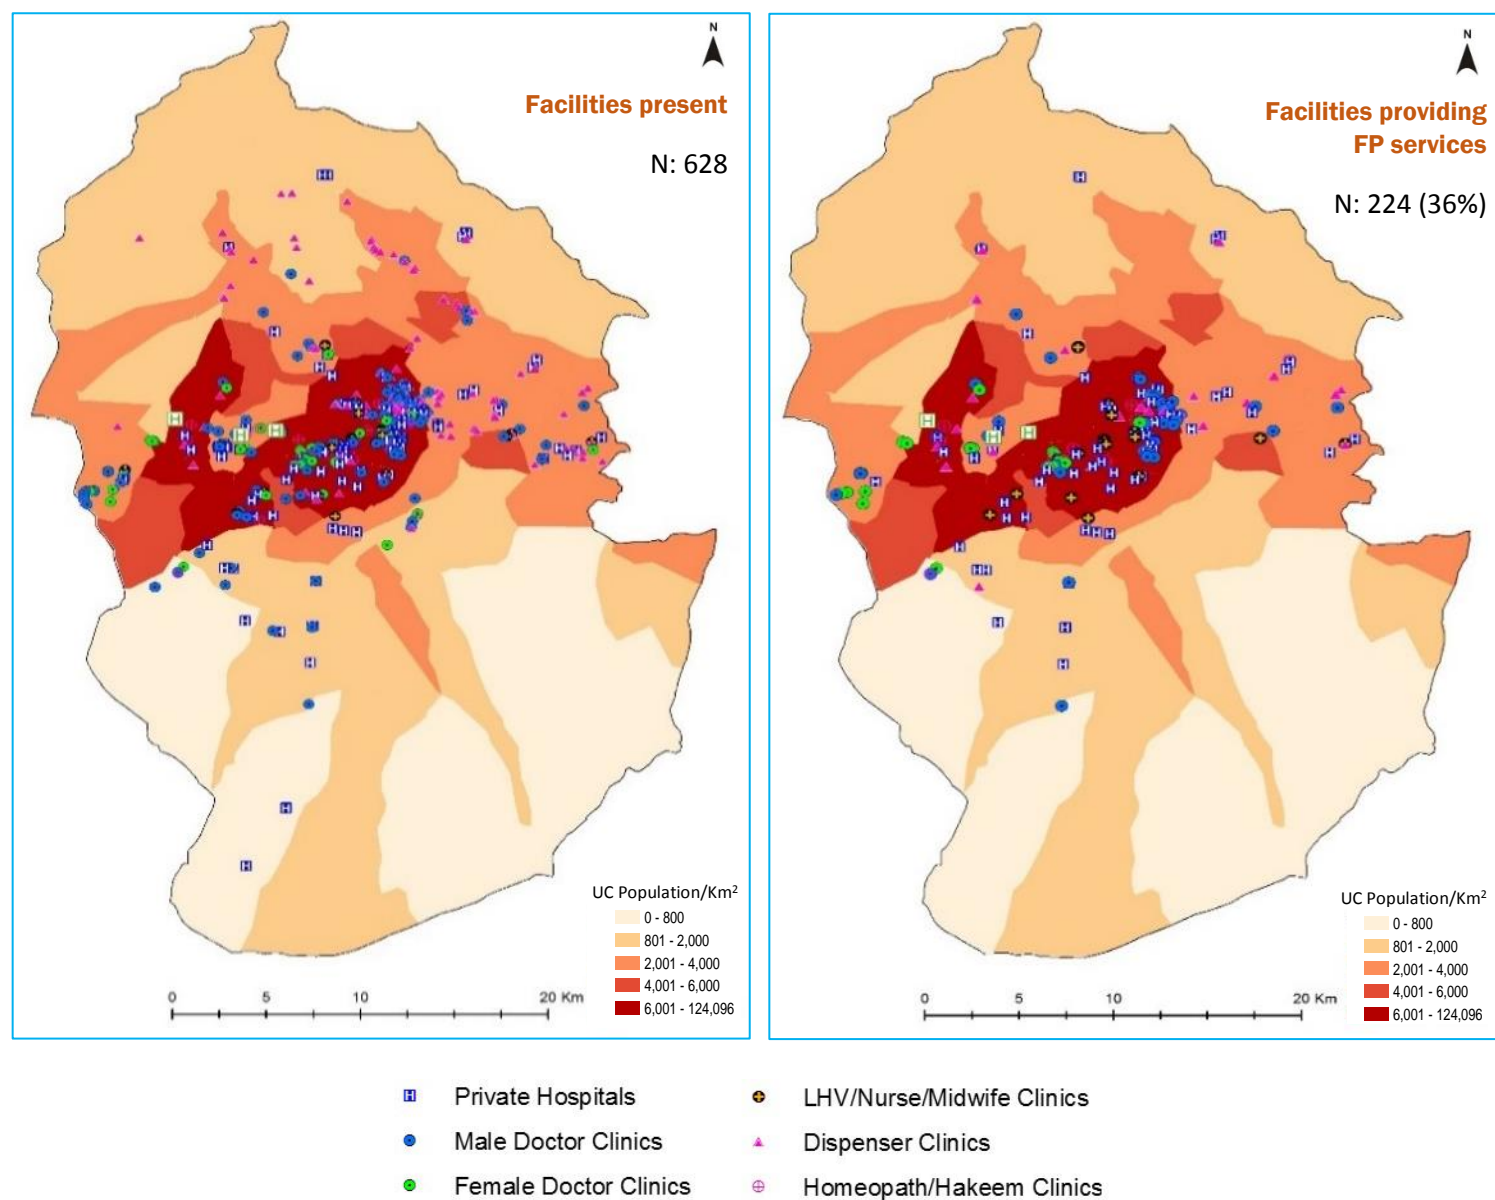 N
Facilities present
N: 628
UC Population/Km²
0 - 800
801 - 2,000
2,001 - 4,000
4,001 - 6,000
6,001 - 124,096
0 5 10 20 Km
N
Facilities providing
FP services
N: 224 (36%)
UC Population/Km²
0 - 800
801 - 2,000
2,001 - 4,000
4,001 - 6,000
6,001 - 124,096
0 5 10 20 Km
H Private Hospitals
Male Doctor Clinics
Female Doctor Clinics
LHV/Nurse/Midwife Clinics
Dispenser Clinics
Homeopath/Hakeem Clinics